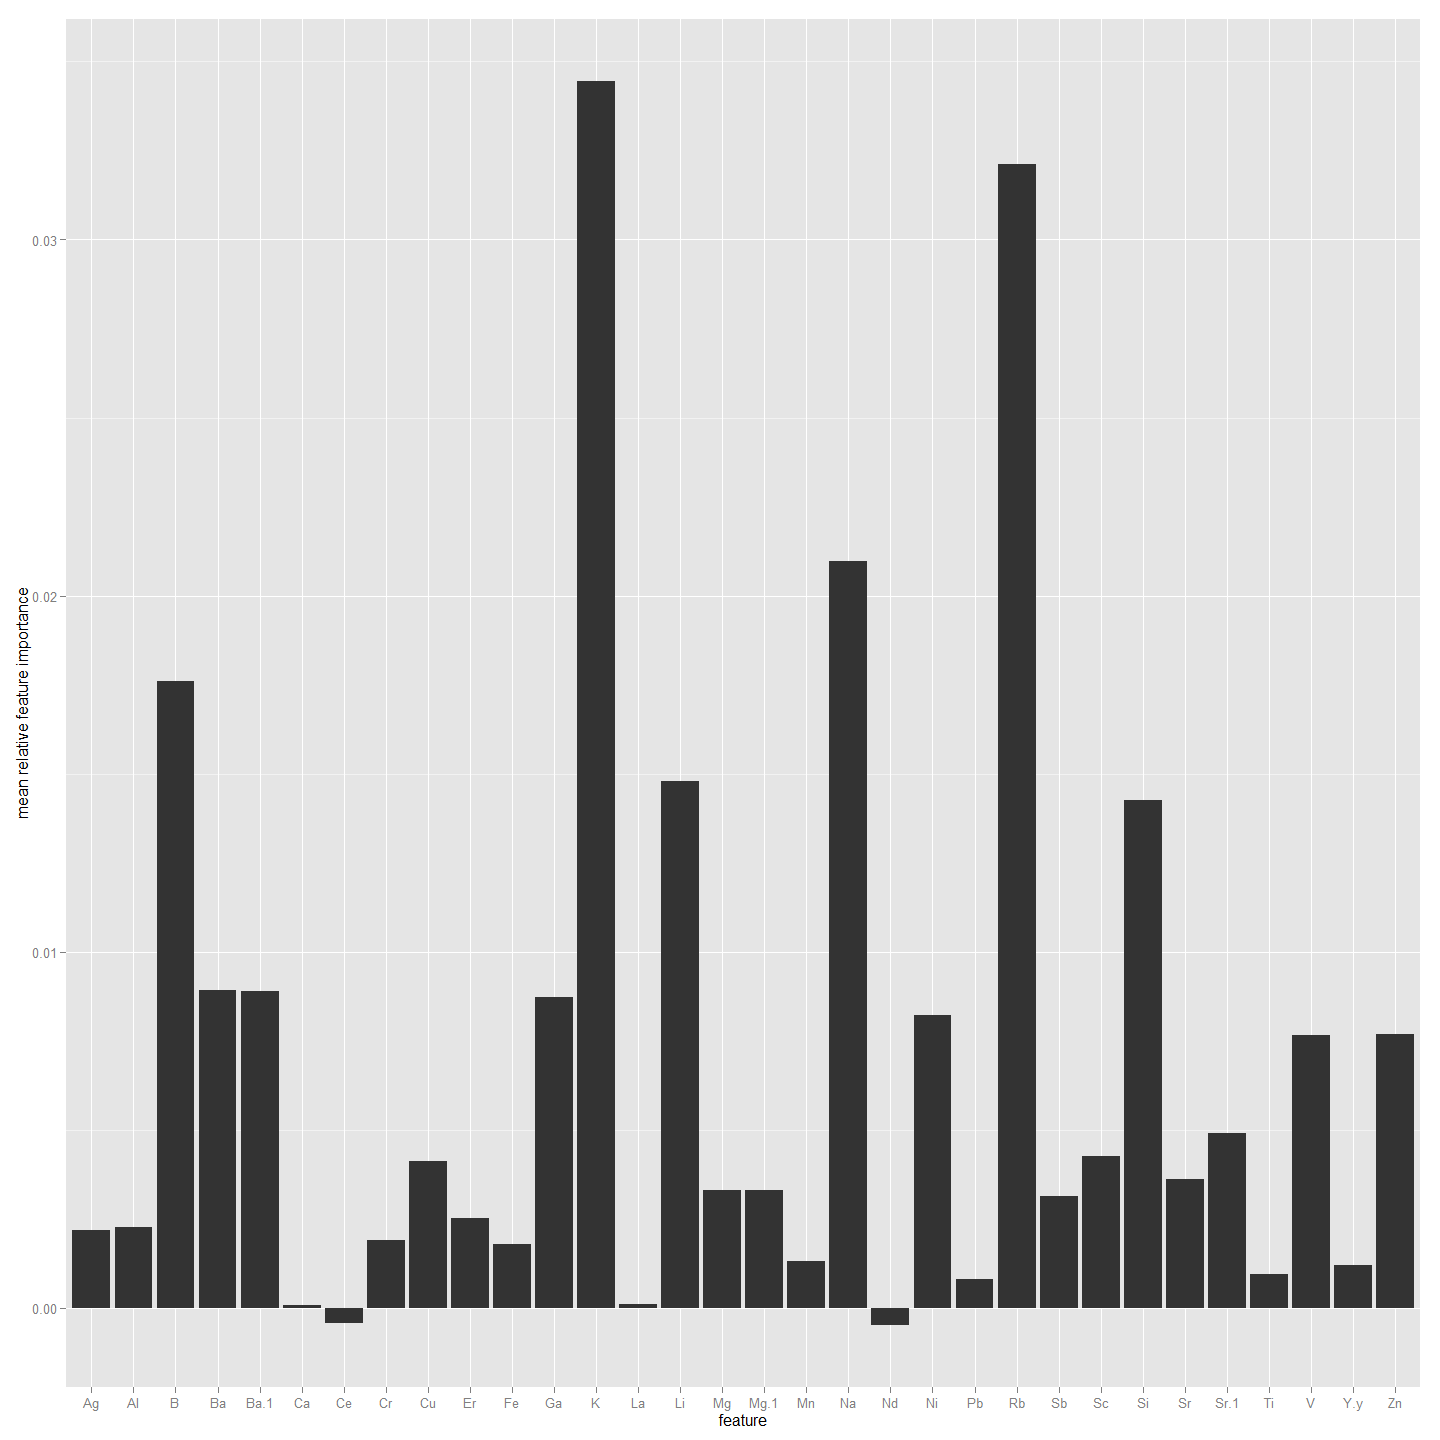 mean relative feature importance
0.03
0.02
0.01
0.00
Ag Al B Ba Ba.1 Ca Ce Cr Cu Er Fe Ga K La Li Mg Mg.1 Mn Na Nd Ni Pb Rb Sb Sc Si Sr Sr.1 Ti V Y.y Zn
feature